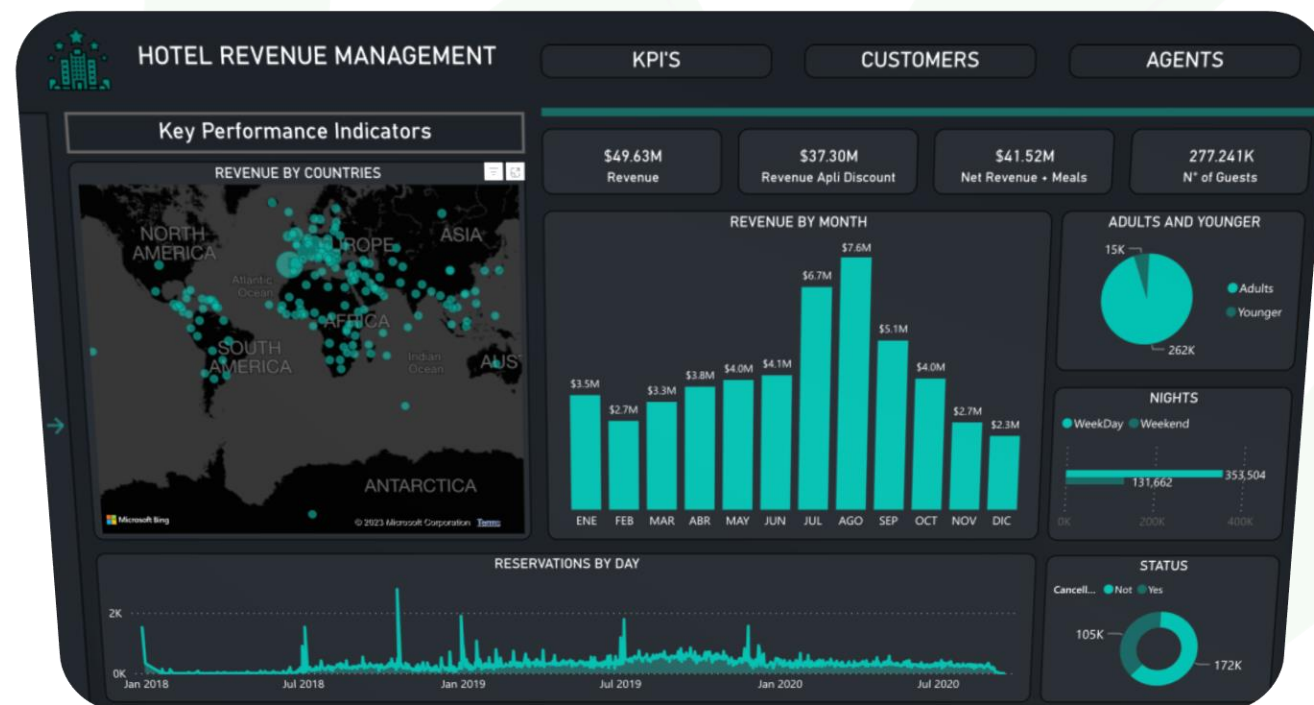 HOTEL REVENUE MANAGEMENT
KPI'S
CUSTOMERS
AGENTS
Key Performance Indicators
REVENUE BY COUNTRIES
NORTH
AMERICA
EUROPE
ASIA
Atlantic
Ocean
AFRICA
SOUTH
AMERICA
Indian
Ocean
AUS
ANTARCTICA
Microsoft Bing
© 2023 Microsoft Corporation Terms
$49.63M
Revenue
$37.30M
Revenue Apli Discount
$41.52M
Net Revenue + Meals
277.241K
N° of Guests
REVENUE BY MONTH
$3.5M
$2.7M
$3.3M
$3.8M
$4.0M
$4.1M
$6.7M
$7.6M
$5.1M
$4.0M
$2.7M
$2.3M
ENE FEB MAR ABR MAY JUN JUL AGO SEP OCT NOV DIC
ADULTS AND YOUNGER
15K
Adults
Younger
262K
NIGHTS
WeekDay Weekend
353,504
131,662
0K 200K 400K
RESERVATIONS BY DAY
2K
0K
Jan 2018 Jul 2018 Jan 2019 Jul 2019 Jan 2020 Jul 2020
STATUS
Cancell... Not Yes
105K
172K